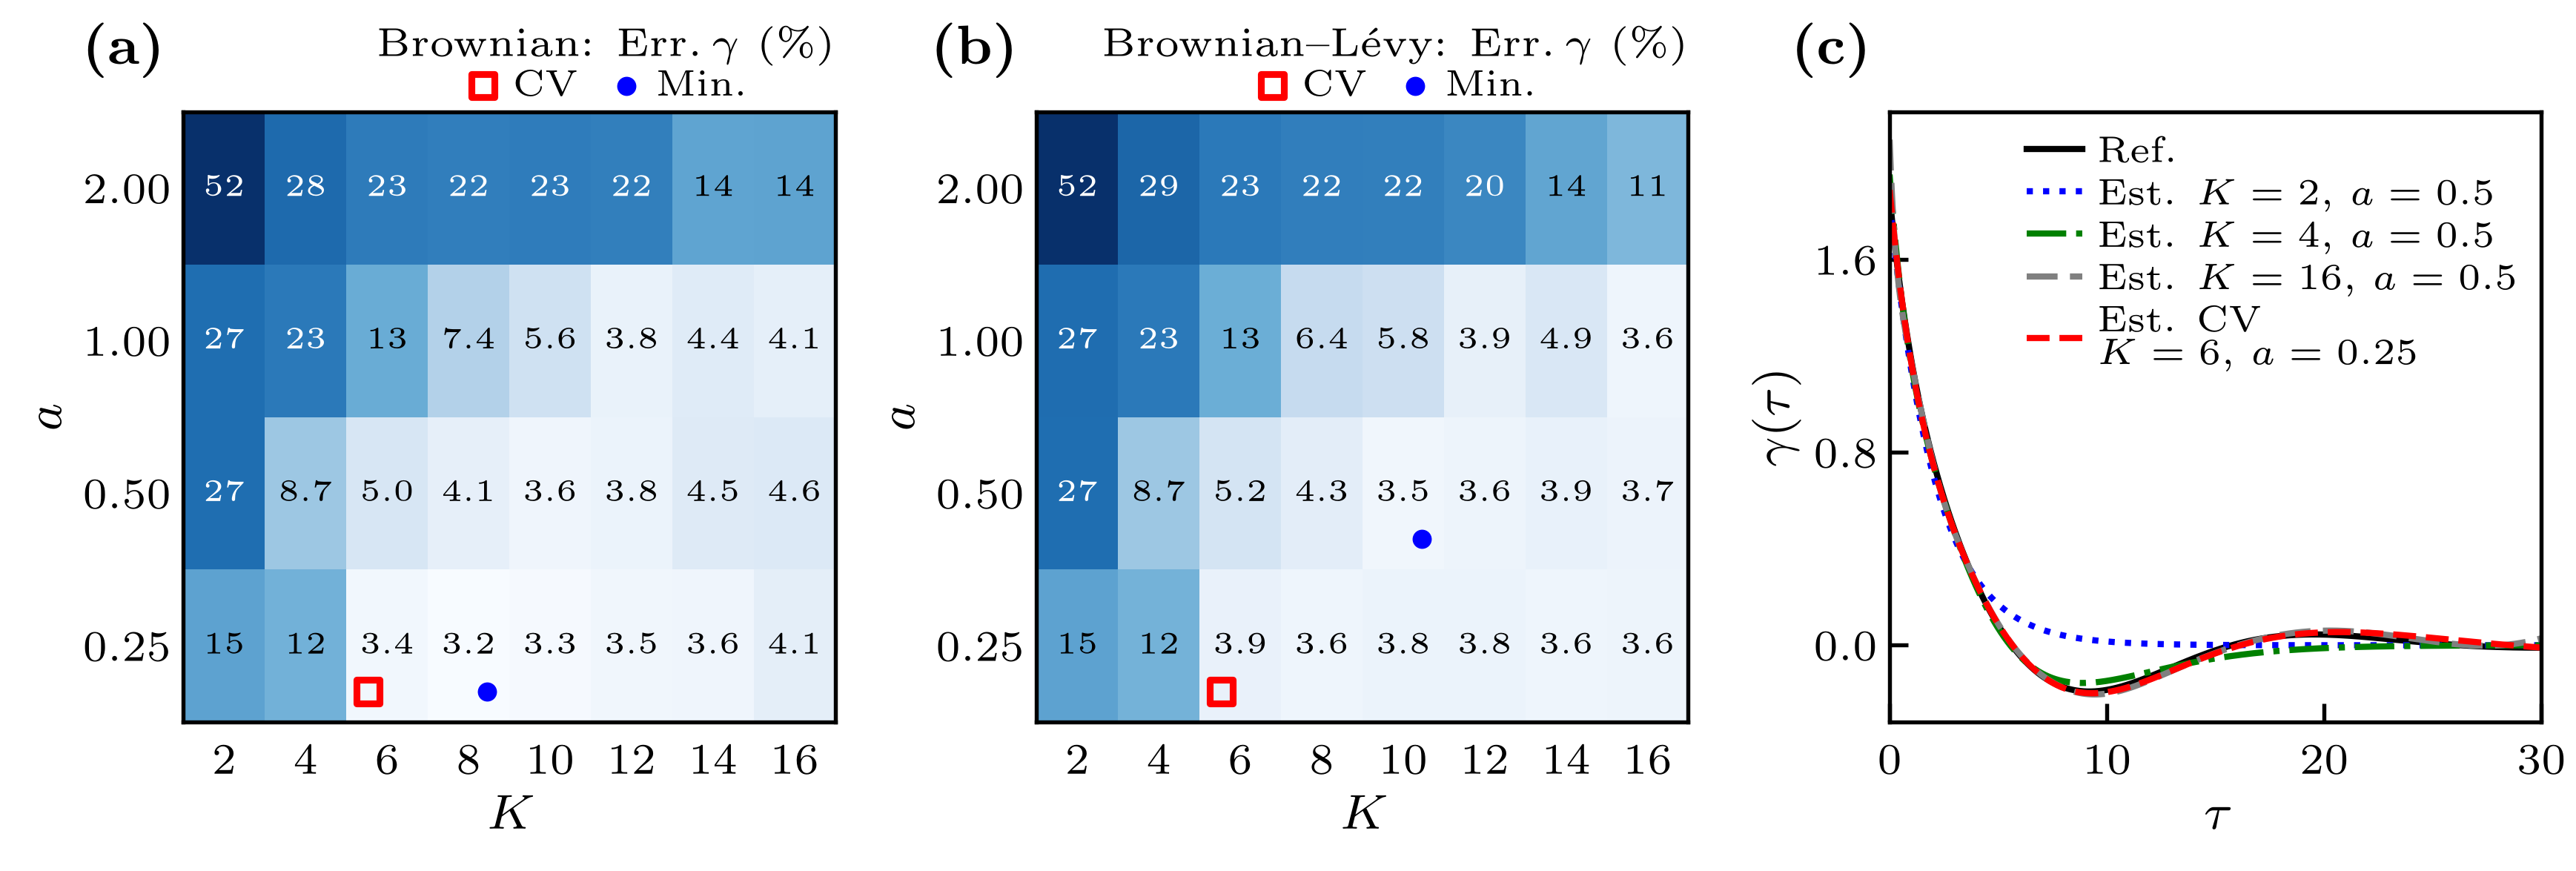 (a)
Brownian: Err. γ (%)
CV Min.
2.00 52 28 23 22 23 22 14 14
1.00 27 23 13 7.4 5.6 3.8 4.4 4.1
0.50 27 8.7 5.0 4.1 3.6 3.8 4.5 4.6
0.25 15 12 3.4 3.2 3.3 3.5 3.6 4.1
a
2 4 6 8 10 12 14 16
K
(b)
Brownian–Lévy: Err. γ (%)
CV Min.
2.00 52 29 23 22 22 20 14 11
1.00 27 23 13 6.4 5.8 3.9 4.9 3.6
0.50 27 8.7 5.2 4.3 3.5 3.6 3.9 3.7
0.25 15 12 3.9 3.6 3.8 3.8 3.6 3.6
a
2 4 6 8 10 12 14 16
K
(c)
Ref.
Est. K = 2, a = 0.5
Est. K = 4, a = 0.5
Est. K = 16, a = 0.5
Est. CV
K = 6, a = 0.25
1.6
0.8
0.0
γ(τ)
0 10 20 30
τ